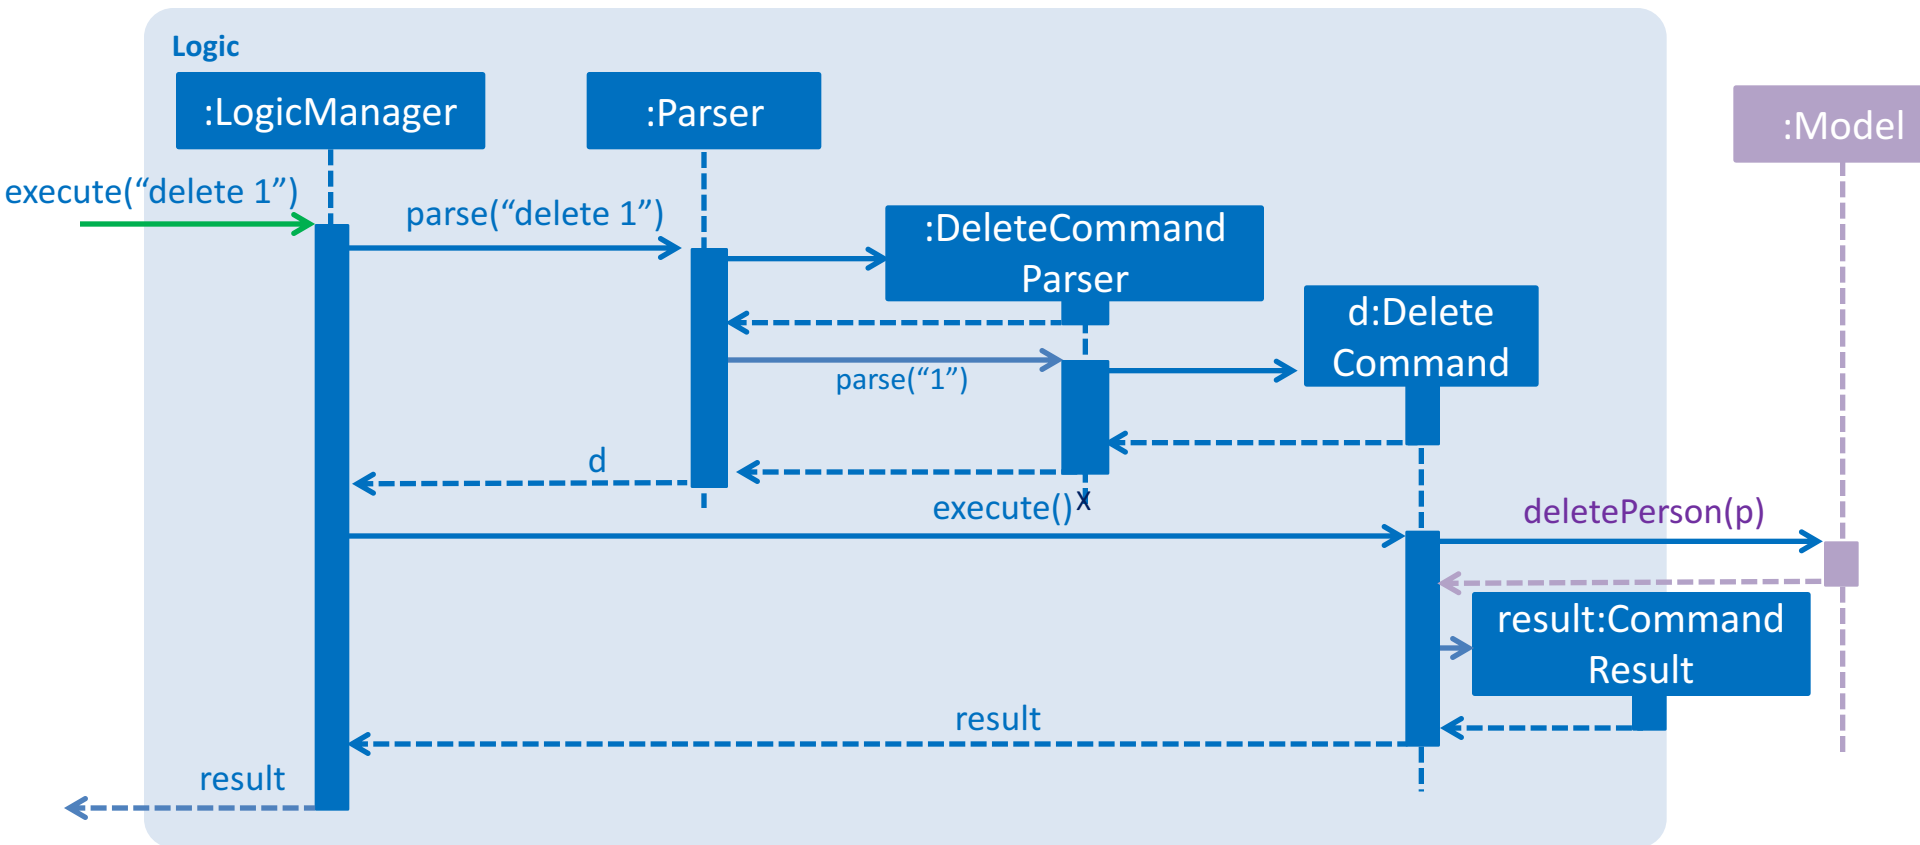 Logic
:LogicManager
:Parser
:Model
execute(“delete 1”)
parse(“delete 1”)
:DeleteCommand
Parser
d:Delete
Command
parse(“1”)
d
execute()
X
deletePerson(p)
result:Command
Result
result
result